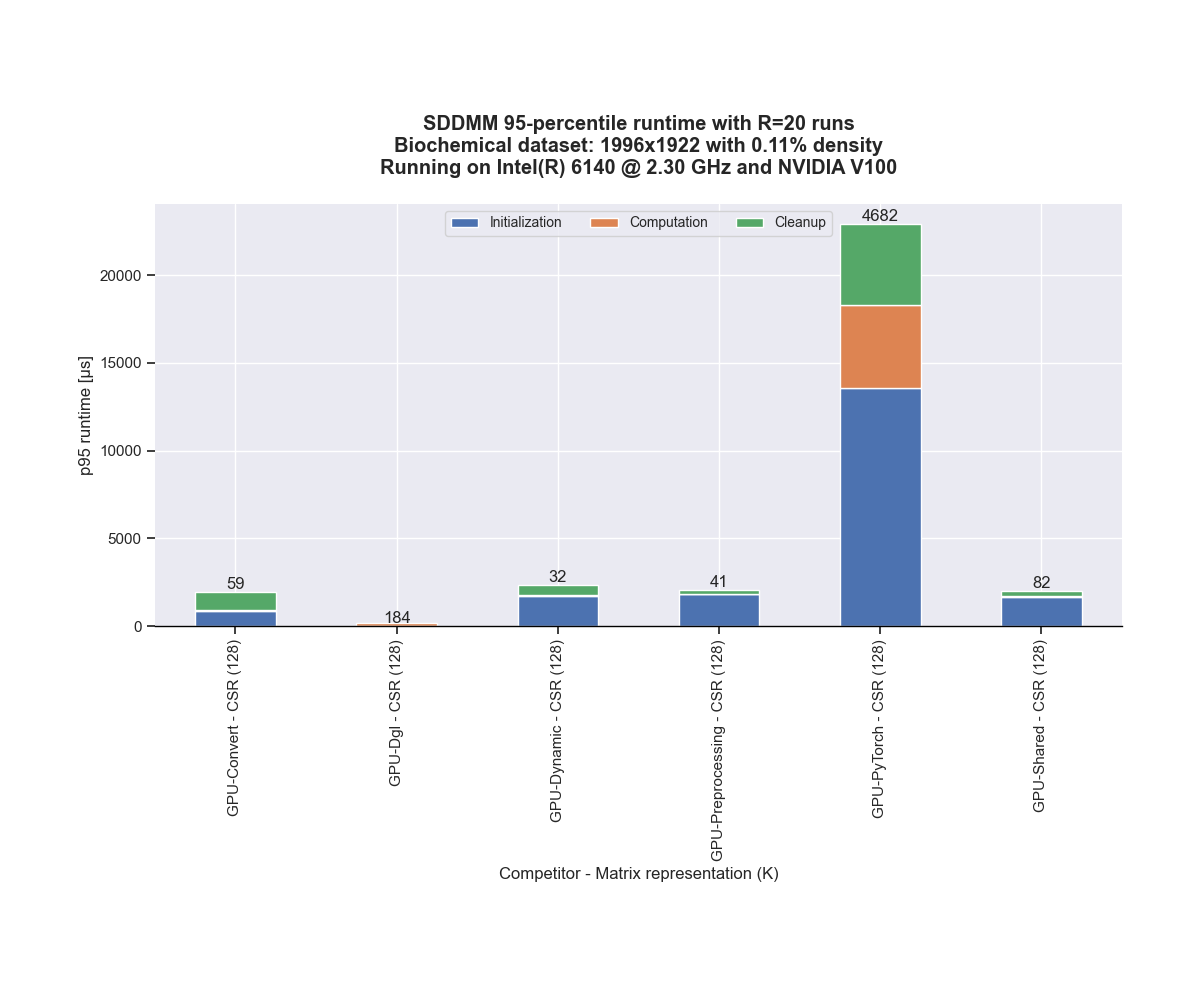 SDDMM 95-percentile runtime with R=20 runs
Biochemical dataset: 1996x1922 with 0.11% density
Running on Intel(R) 6140 @ 2.30 GHz and NVIDIA V100
Initialization Computation Cleanup
4682
20000
15000
10000
5000
0
p95 runtime [µs]
59
184
32
41
82
GPU-Convert - CSR (128)
GPU-Dgl - CSR (128)
GPU-Dynamic - CSR (128)
GPU-Preprocessing - CSR (128)
GPU-PyTorch - CSR (128)
GPU-Shared - CSR (128)
Competitor - Matrix representation (K)